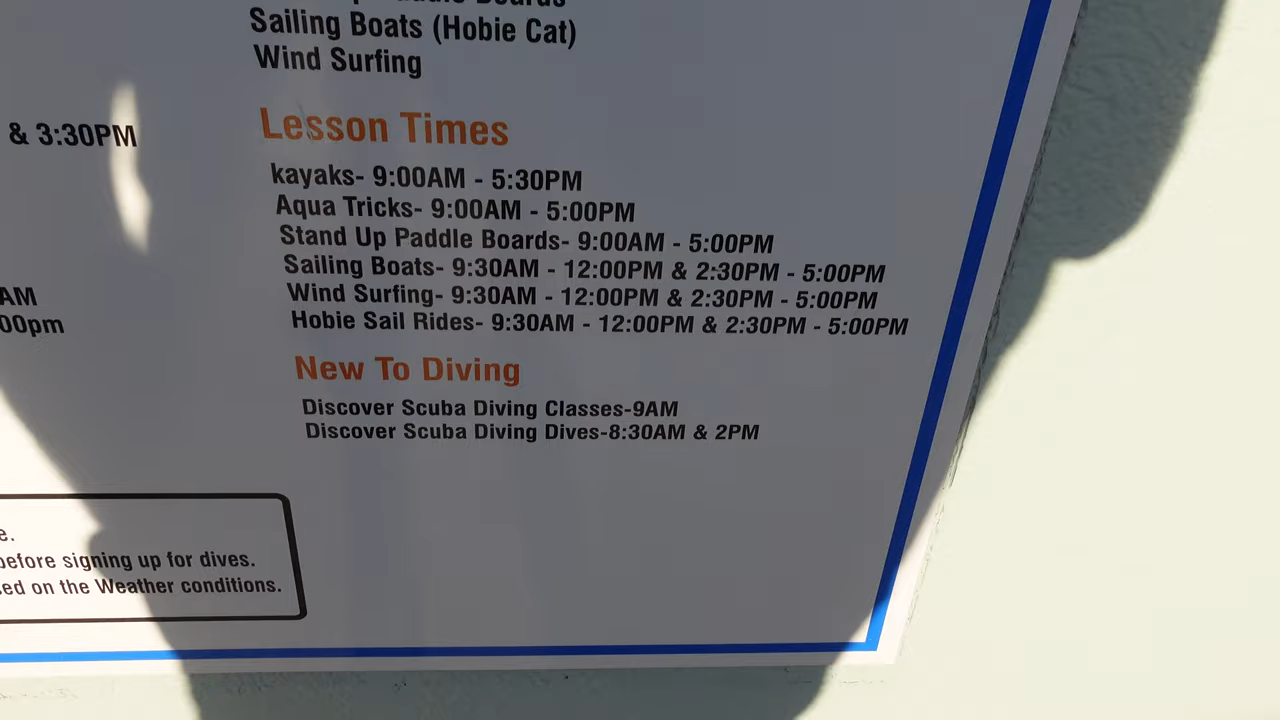 Boards
Sailing Boats (Hobie Cat)
Wind Surfing
& 3:30PM
Lesson Times
kayaks- 9:00AM - 5:30PM
Aqua Tricks- 9:00AM - 5:00PM
Stand Up Paddle Boards- 9:00AM - 5:00PM
Sailing Boats- 9:30AM - 12:00PM & 2:30PM - 5:00PM
Wind Surfing- 9:30AM - 12:00PM & 2:30PM - 5:00PM
Hobie Sail Rides- 9:30AM - 12:00PM & 2:30PM - 5:00PM
AM
00pm
New To Diving
Discover Scuba Diving Classes-9AM
Discover Scuba Diving Dives-8:30AM & 2PM
e.
before signing up for dives.
sed on the Weather conditions.